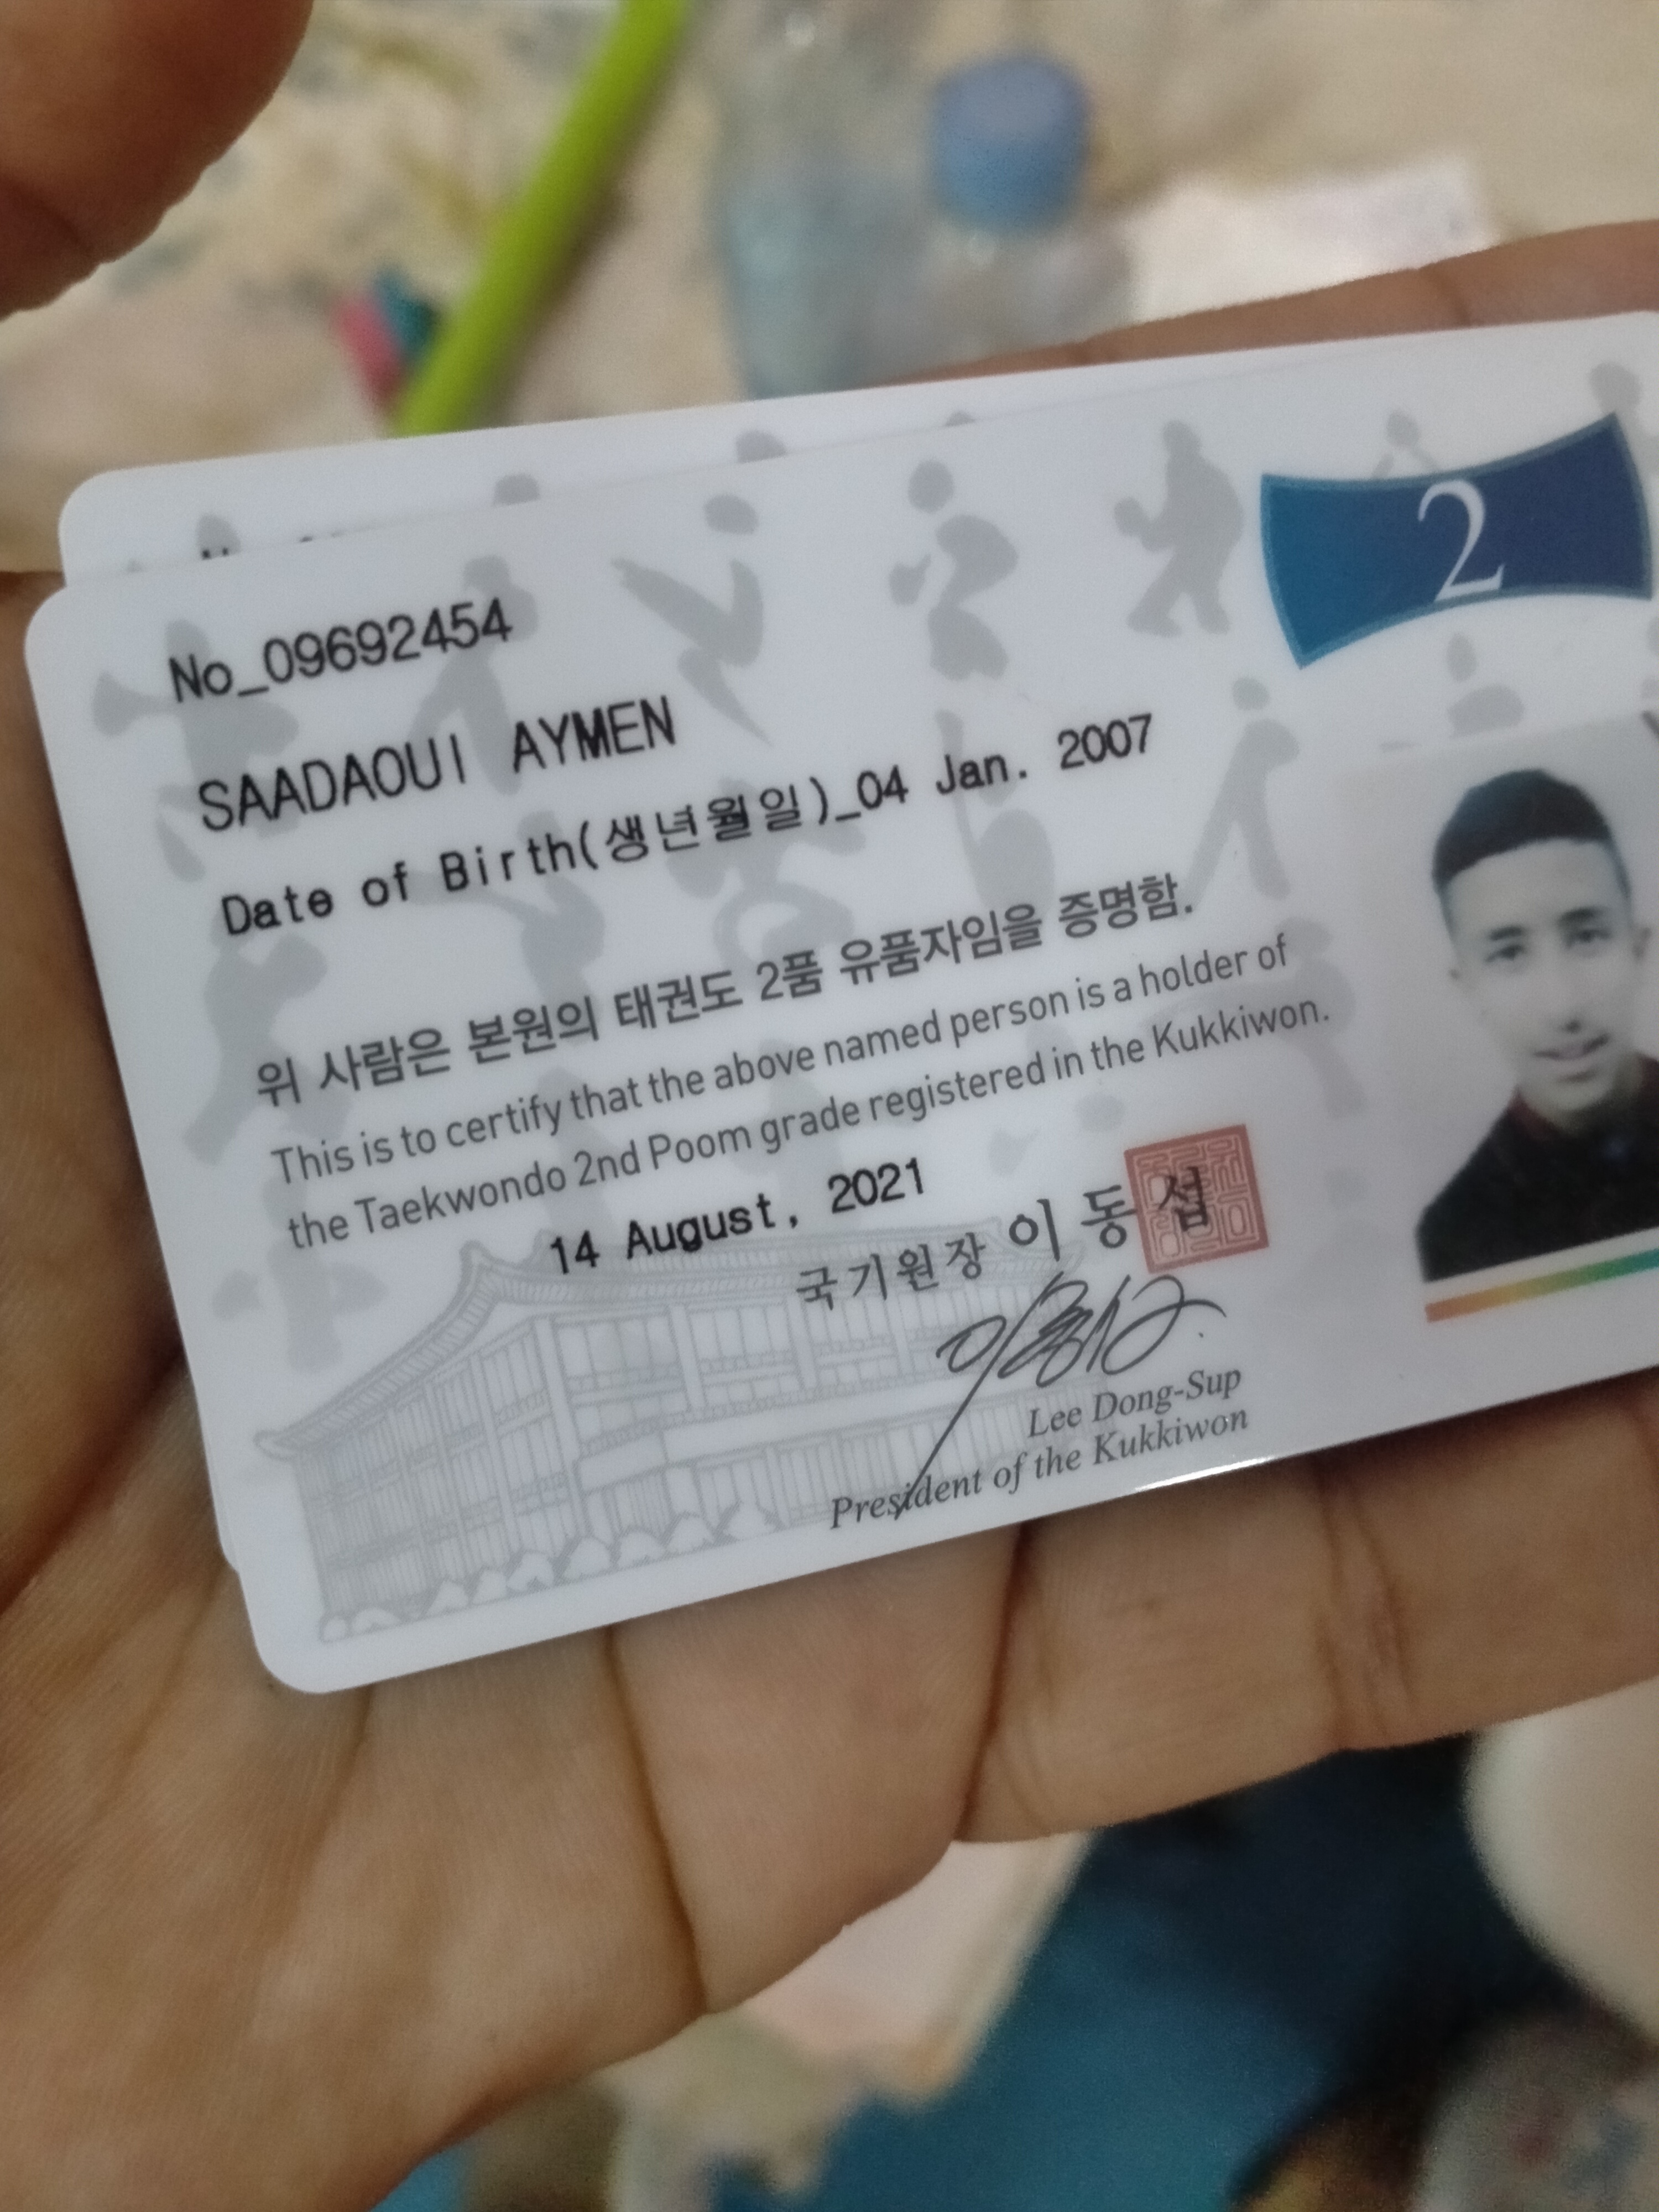 2
No_09692454
SAADAOUI AYMEN
Date of Birth(생년월일)_04 Jan. 2007
위 사람은 본원의 태권도 2품 유품자임을 증명함.
This is to certify that the above named person is a holder of
the Taekwondo 2nd Poom grade registered in the Kukkiwon.
14 August, 2021
국기원장 이동섭
Lee Dong-Sup
President of the Kukkiwon